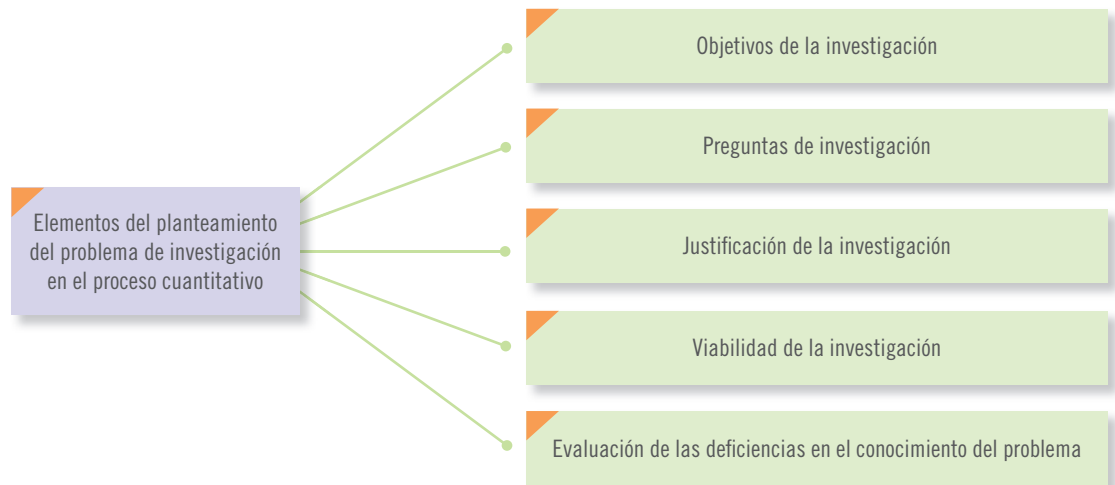 Objetivos de la investigación
Preguntas de investigación
Elementos del planteamiento
del problema de investigación
en el proceso cuantitativo
Justificación de la investigación
Viabilidad de la investigación
Evaluación de las deficiencias en el conocimiento del problema